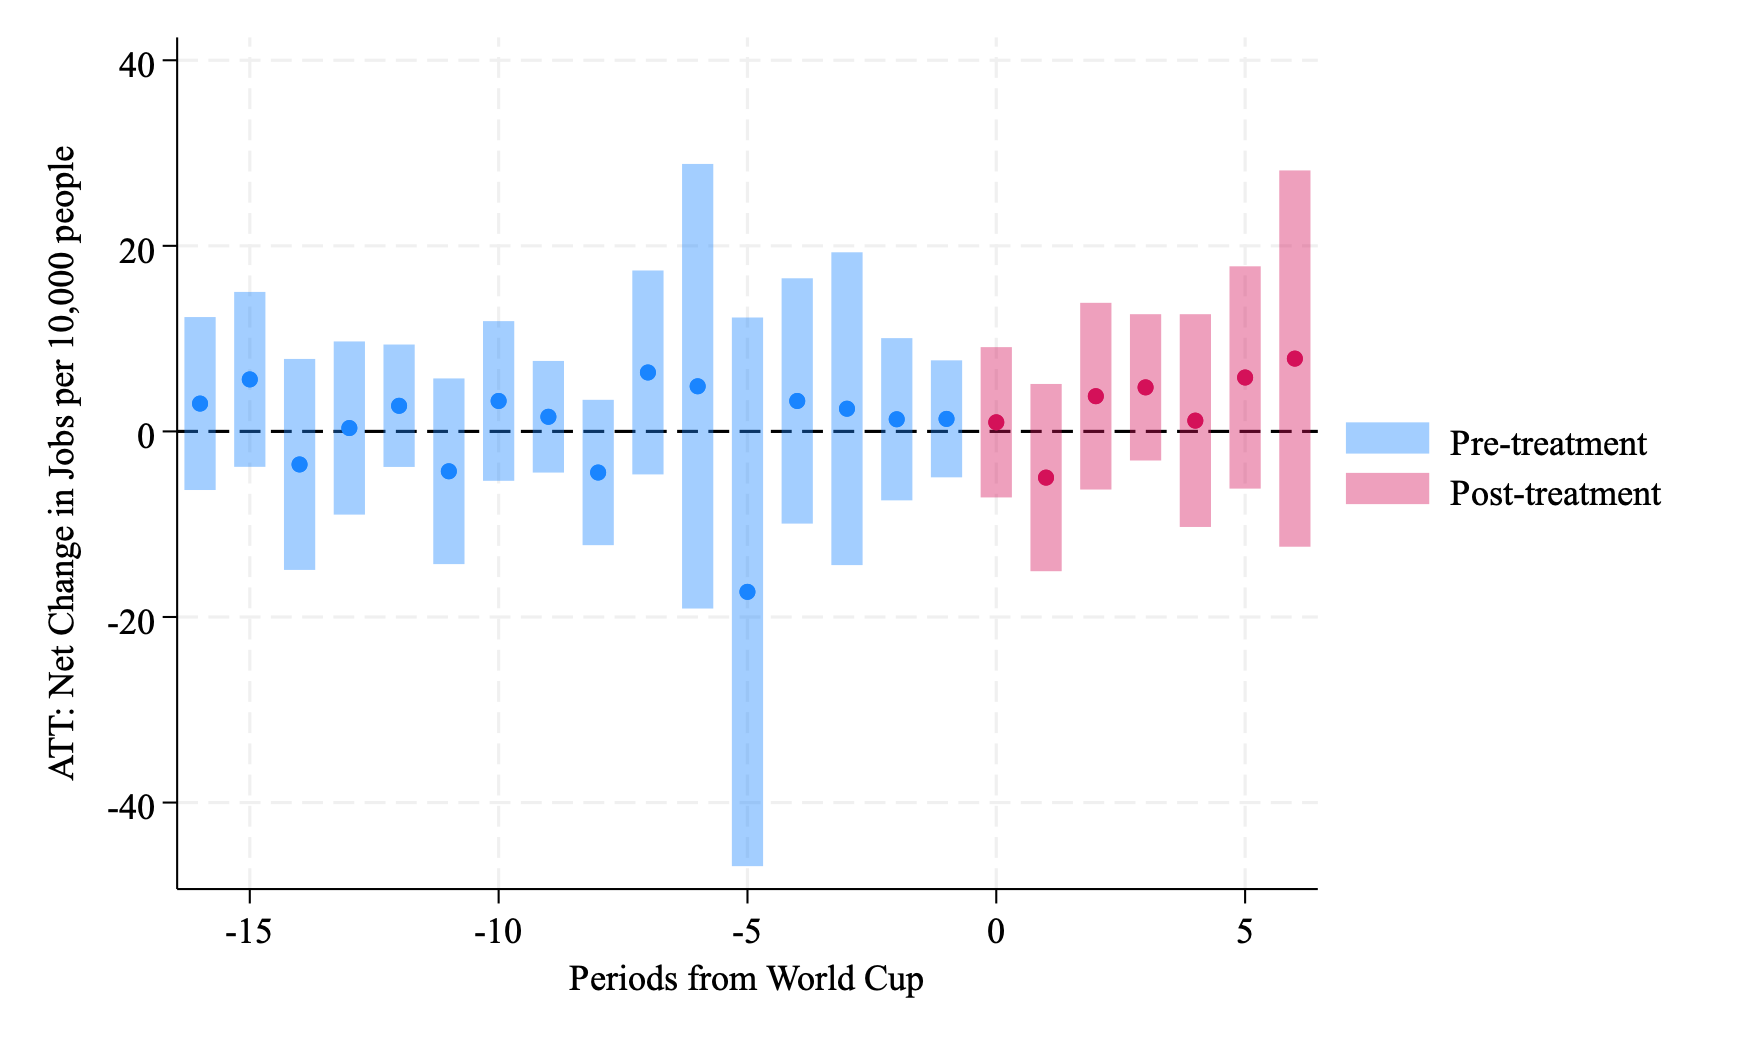 ATT: Net Change in Jobs per 10,000 people
40
20
0
-20
-40
-15
-10
-5
0
5
Periods from World Cup
Pre-treatment
Post-treatment